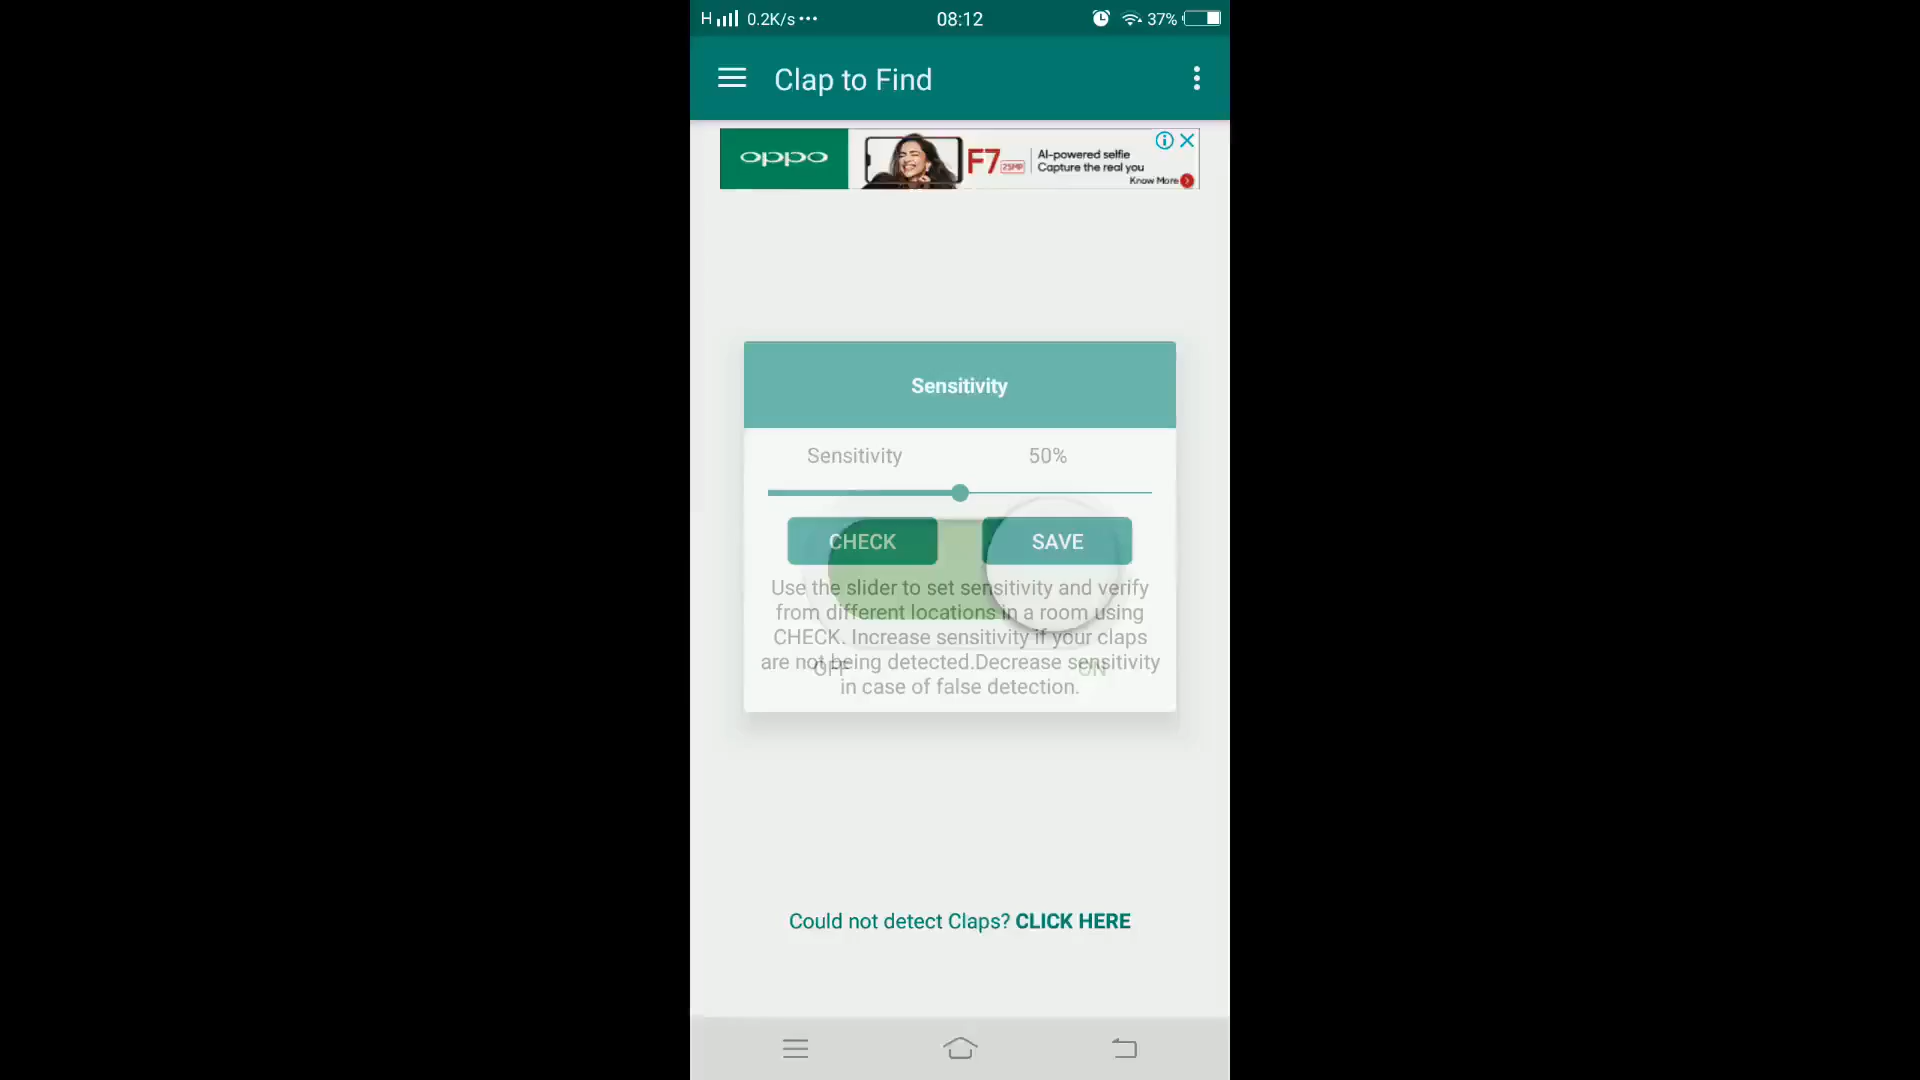 H 0.2K/s... 08:12 37%
Clap to Find
oppo
F7 25MP
AI-powered selfie
Capture the real you
Know More
Sensitivity
Sensitivity 50%
CHECK SAVE
Use the slider to set sensitivity and verify
from different locations in a room using
CHECK. Increase sensitivity if your claps
are not being detected.Decrease sensitivity
in case of false detection.
OFF ON
Could not detect Claps? CLICK HERE